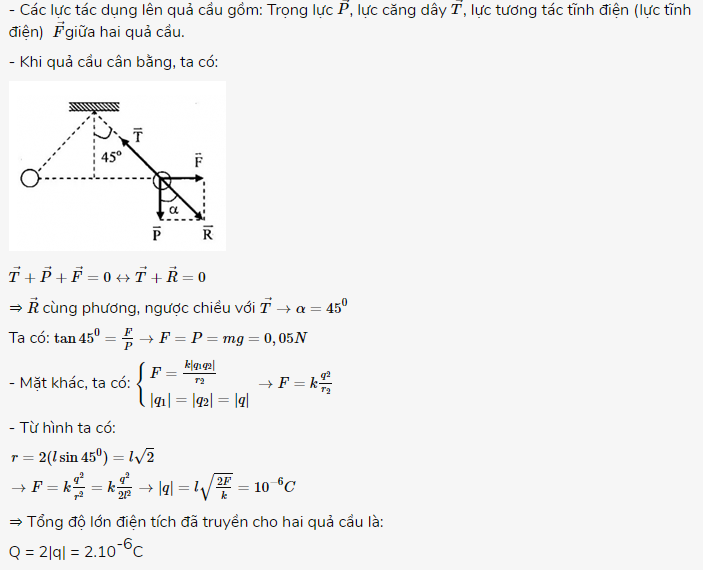 - Các lực tác dụng lên quả cầu gồm: Trọng lực $\vec{P}$, lực căng dây $\vec{T}$, lực tương tác tĩnh điện (lực tĩnh
điện) $\vec{F}$giữa hai quả cầu.
- Khi quả cầu cân bằng, ta có:
$\vec{T}$
45°
$\vec{F}$
α
$\vec{P}$ $\vec{R}$
$\vec{T} + \vec{P} + \vec{F} = 0 \leftrightarrow \vec{T} + \vec{R} = 0$
⇒ $\vec{R}$ cùng phương, ngược chiều với $\vec{T} \rightarrow \alpha = 45^0$
Ta có: $\tan 45^0 = \frac{F}{P} \rightarrow F = P = mg = 0,05N$
- Mặt khác, ta có: $\begin{cases} F = \frac{k|q_1q_2|}{r_2} \\ |q_1| = |q_2| = |q| \end{cases} \rightarrow F = k\frac{q^2}{r_2}$
- Từ hình ta có:
$r = 2(l \sin 45^0) = l\sqrt{2}$
$\rightarrow F = k\frac{q^2}{r^2} = k\frac{q^2}{2l^2} \rightarrow |q| = l\sqrt{\frac{2F}{k}} = 10^{-6}C$
⇒ Tổng độ lớn điện tích đã truyền cho hai quả cầu là:
Q = 2|q| = 2.10$^{-6}$C